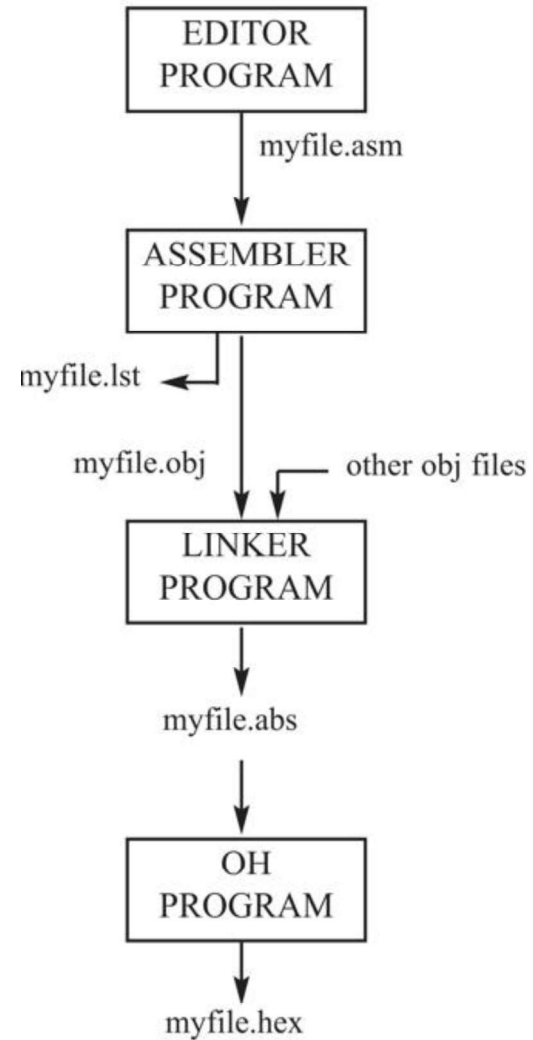 EDITOR
PROGRAM
myfile.asm
ASSEMBLER
PROGRAM
myfile.lst
myfile.obj
other obj files
LINKER
PROGRAM
myfile.abs
OH
PROGRAM
myfile.hex